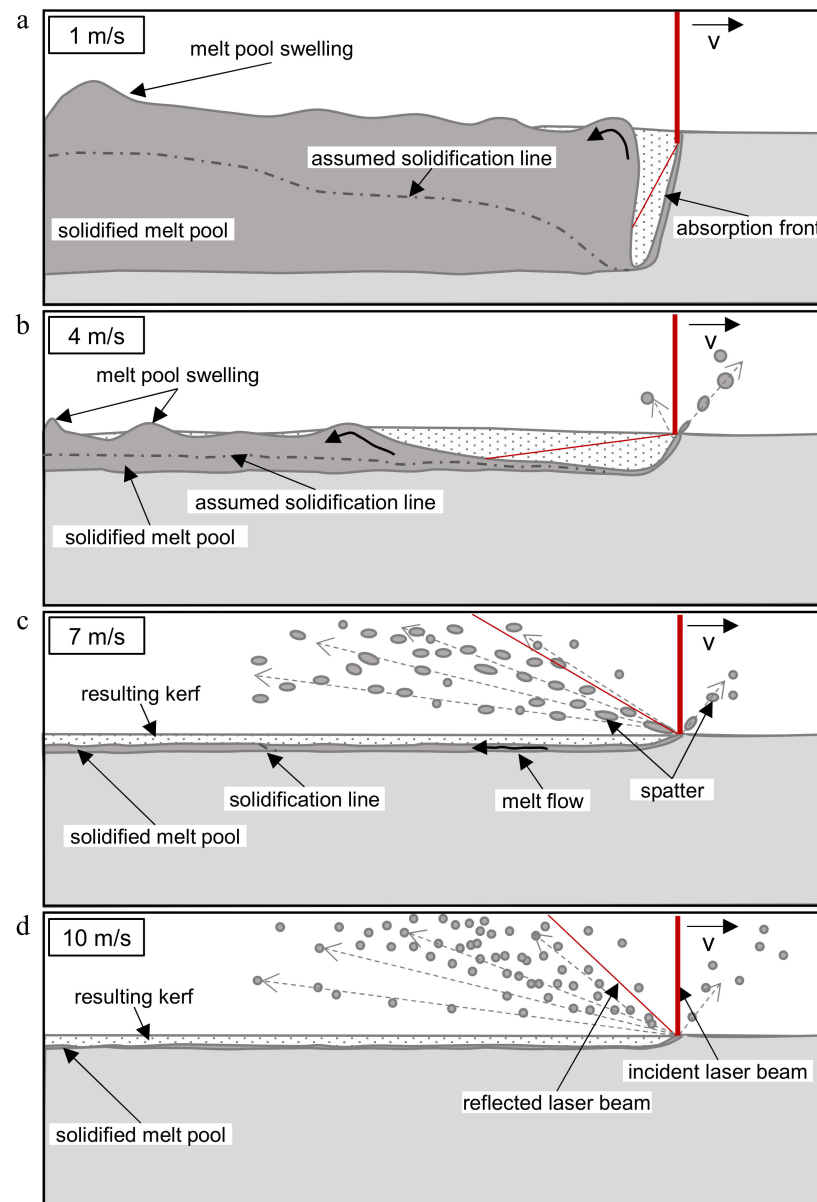 a
1 m/s
v
melt pool swelling
assumed solidification line
solidified melt pool
absorption front
b
4 m/s
v
melt pool swelling
assumed solidification line
solidified melt pool
c
7 m/s
v
resulting kerf
solidification line
melt flow
spatter
solidified melt pool
d
10 m/s
v
resulting kerf
incident laser beam
reflected laser beam
solidified melt pool